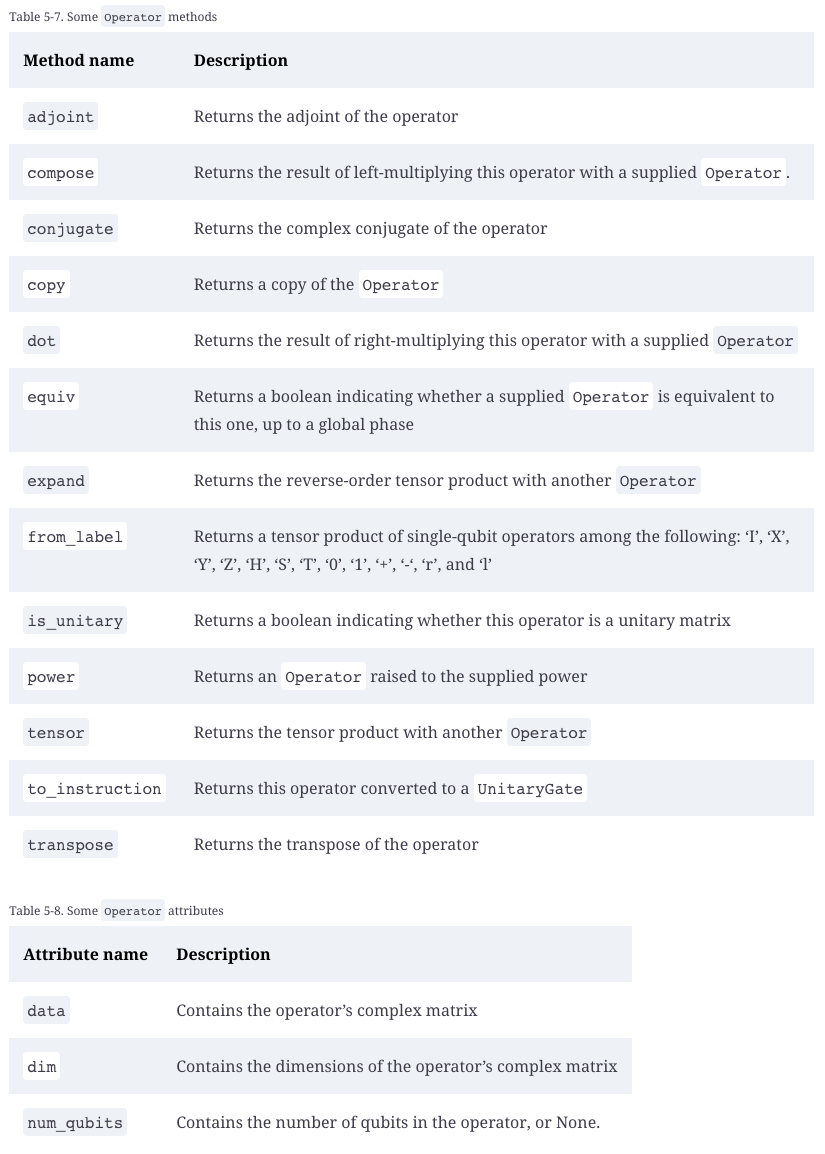 Table 5-7. Some Operator methods
Method name Description
adjoint Returns the adjoint of the operator
compose Returns the result of left-multiplying this operator with a supplied Operator.
conjugate Returns the complex conjugate of the operator
copy Returns a copy of the Operator
dot Returns the result of right-multiplying this operator with a supplied Operator
equiv Returns a boolean indicating whether a supplied Operator is equivalent to
this one, up to a global phase
expand Returns the reverse-order tensor product with another Operator
from_label Returns a tensor product of single-qubit operators among the following: ‘I’, ‘X’,
‘Y’, ‘Z’, ‘H’, ‘S’, ‘T’, ‘0’, ‘1’, ‘+’, ‘-‘, ‘r’, and ‘l’
is_unitary Returns a boolean indicating whether this operator is a unitary matrix
power Returns an Operator raised to the supplied power
tensor Returns the tensor product with another Operator
to_instruction Returns this operator converted to a UnitaryGate
transpose Returns the transpose of the operator
Table 5-8. Some Operator attributes
Attribute name Description
data Contains the operator’s complex matrix
dim Contains the dimensions of the operator’s complex matrix
num_qubits Contains the number of qubits in the operator, or None.